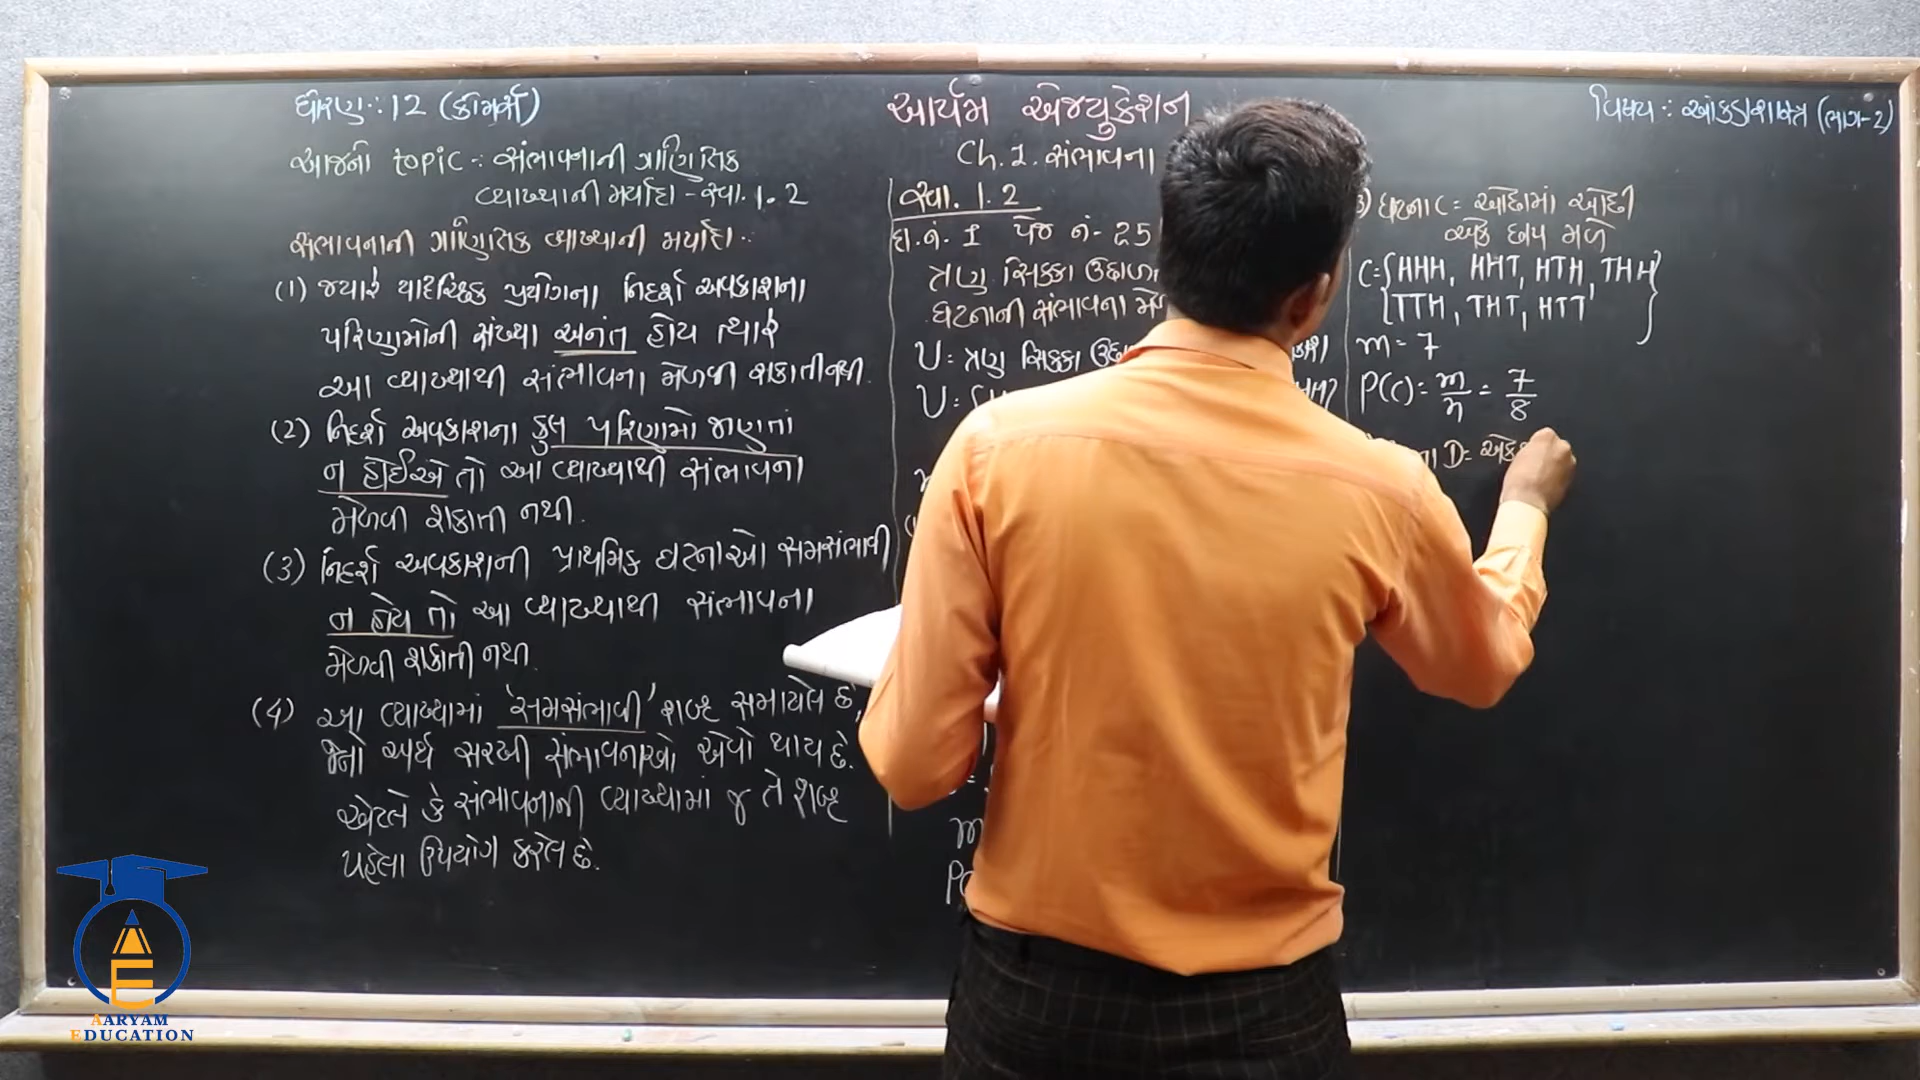 ધોરણ :- 12 (કોમર્સ)
આર્યમ એજ્યુકેશન
વિષય :- આંકડાશાસ્ત્ર (ભાગ-2)
Ch. 1. સંભાવના
આજનો topic :- સંભાવનાની ગાણિતિક
વ્યાખ્યાની મર્યાદા - સ્વા. 1.2
સંભાવનાની ગાણિતિક વ્યાખ્યાની મર્યાદા :-
(1) જ્યારે યાદચ્છિક પ્રયોગના નિદર્શ અવકાશના
પરિણામોની સંખ્યા અનંત હોય ત્યારે
આ વ્યાખ્યાથી સંભાવના મેળવી શકાતી નથી.
(2) નિદર્શ અવકાશના કુલ પરિણામો જાણતાં
ન હોઈએ તો આ વ્યાખ્યાથી સંભાવના
મેળવી શકાતી નથી.
(3) નિદર્શ અવકાશની પ્રાથમિક ઘટનાઓ સમસંભાવી
ન હોય તો આ વ્યાખ્યાથી સંભાવના
મેળવી શકાતી નથી.
(4) આ વ્યાખ્યામાં 'સમસંભાવી' શબ્દ સમાયેલ છે,
જેનો અર્થ સરખી સંભાવનાઓ એવો થાય છે.
એટલે કે સંભાવનાની વ્યાખ્યામાં જ તે શબ્દ
પહેલા ઉપયોગ કરેલ છે.
સ્વા. 1.2
દા.નં. 1 પેજ નં- 25
ત્રણ સિક્કા
ઘટનાની સંભાવના
U = ત્રણ સિક્કા
U = {
m
P(
3) ઘટના C = ઓછામાં ઓછી
એક છાપ મળે
C = {HHH, HHT, HTH, THH
TTH, THT, HTT}
m = 7
P(C) = m/n = 7/8
D =
AARYAM
EDUCATION